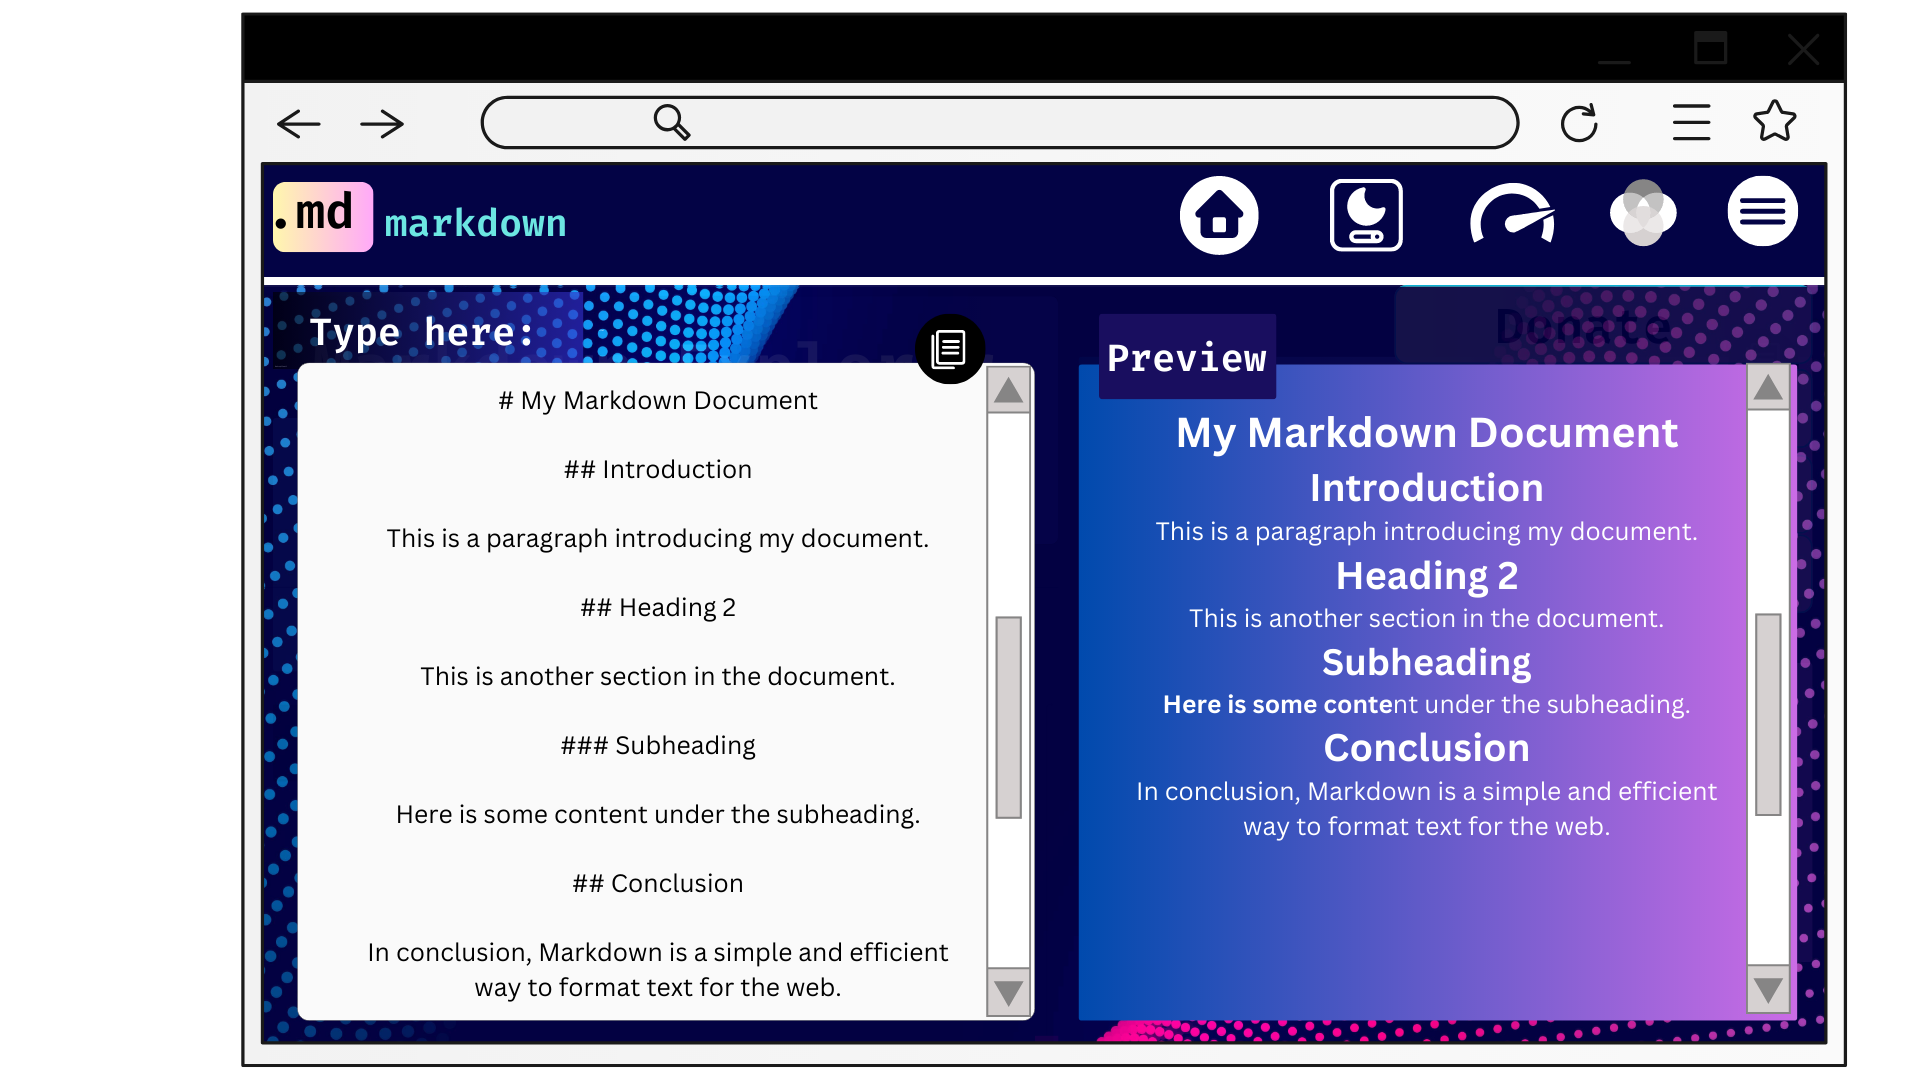 .md markdown
Donate
Type here:
# My Markdown Document
## Introduction
This is a paragraph introducing my document.
## Heading 2
This is another section in the document.
### Subheading
Here is some content under the subheading.
## Conclusion
In conclusion, Markdown is a simple and efficient
way to format text for the web.
Preview
My Markdown Document
Introduction
This is a paragraph introducing my document.
Heading 2
This is another section in the document.
Subheading
Here is some content under the subheading.
Conclusion
In conclusion, Markdown is a simple and efficient
way to format text for the web.